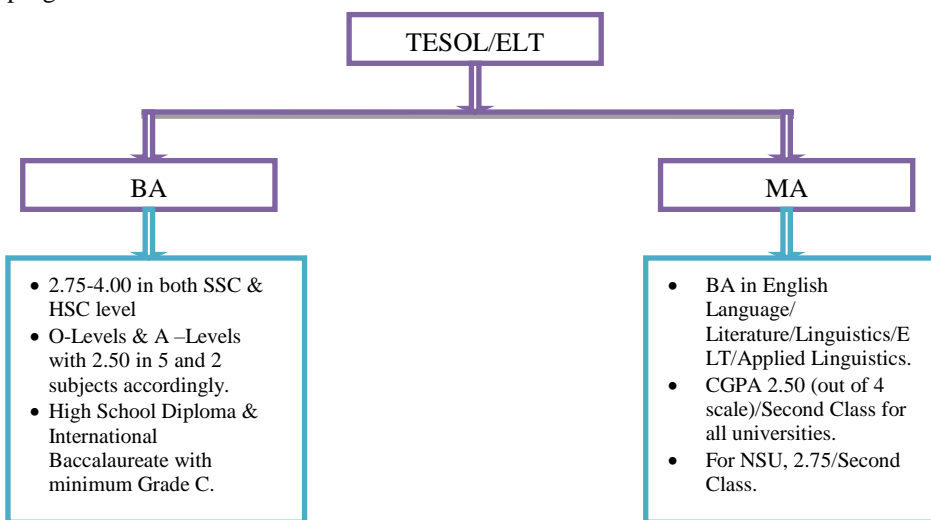 TESOL/ELT
BA
MA
• 2.75-4.00 in both SSC &
HSC level
• O-Levels & A –Levels
with 2.50 in 5 and 2
subjects accordingly.
• High School Diploma &
International
Baccalaureate with
minimum Grade C.
• BA in English
Language/
Literature/Linguistics/E
LT/Applied Linguistics.
• CGPA 2.50 (out of 4
scale)/Second Class for
all universities.
• For NSU, 2.75/Second
Class.